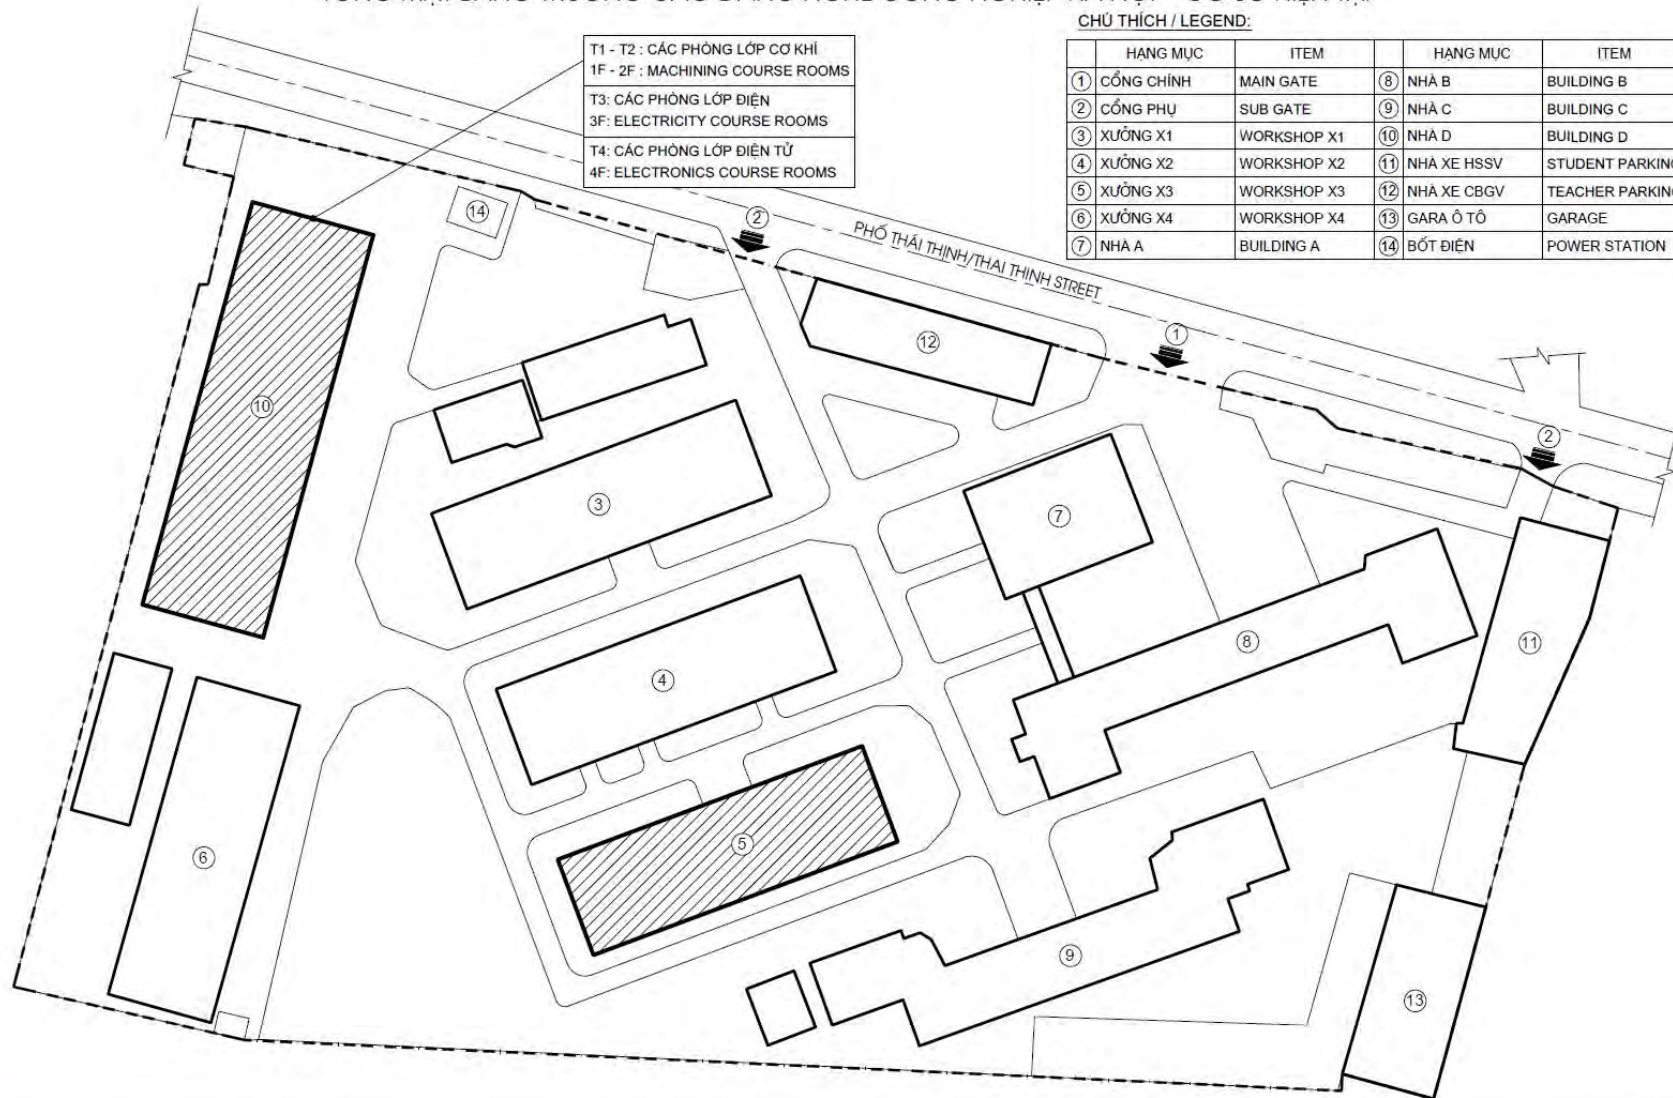 CHÚ THÍCH / LEGEND:
T1 - T2 : CÁC PHÒNG LỚP CƠ KHÍ
1F - 2F : MACHINING COURSE ROOMS
T3: CÁC PHÒNG LỚP ĐIỆN
3F: ELECTRICITY COURSE ROOMS
T4: CÁC PHÒNG LỚP ĐIỆN TỬ
4F: ELECTRONICS COURSE ROOMS
HẠNG MỤC ITEM HẠNG MỤC ITEM
1 CỔNG CHÍNH MAIN GATE 8 NHÀ B BUILDING B
2 CỔNG PHỤ SUB GATE 9 NHÀ C BUILDING C
3 XƯỞNG X1 WORKSHOP X1 10 NHÀ D BUILDING D
4 XƯỞNG X2 WORKSHOP X2 11 NHÀ XE HSSV STUDENT PARKING
5 XƯỞNG X3 WORKSHOP X3 12 NHÀ XE CBGV TEACHER PARKING
6 XƯỞNG X4 WORKSHOP X4 13 GARA Ô TÔ GARAGE
7 NHÀ A BUILDING A 14 BỐT ĐIỆN POWER STATION
14
2
PHỐ THÁI THỊNH/THAI THINH STREET
1
12
10
2
3
7
8
11
4
5
6
9
13